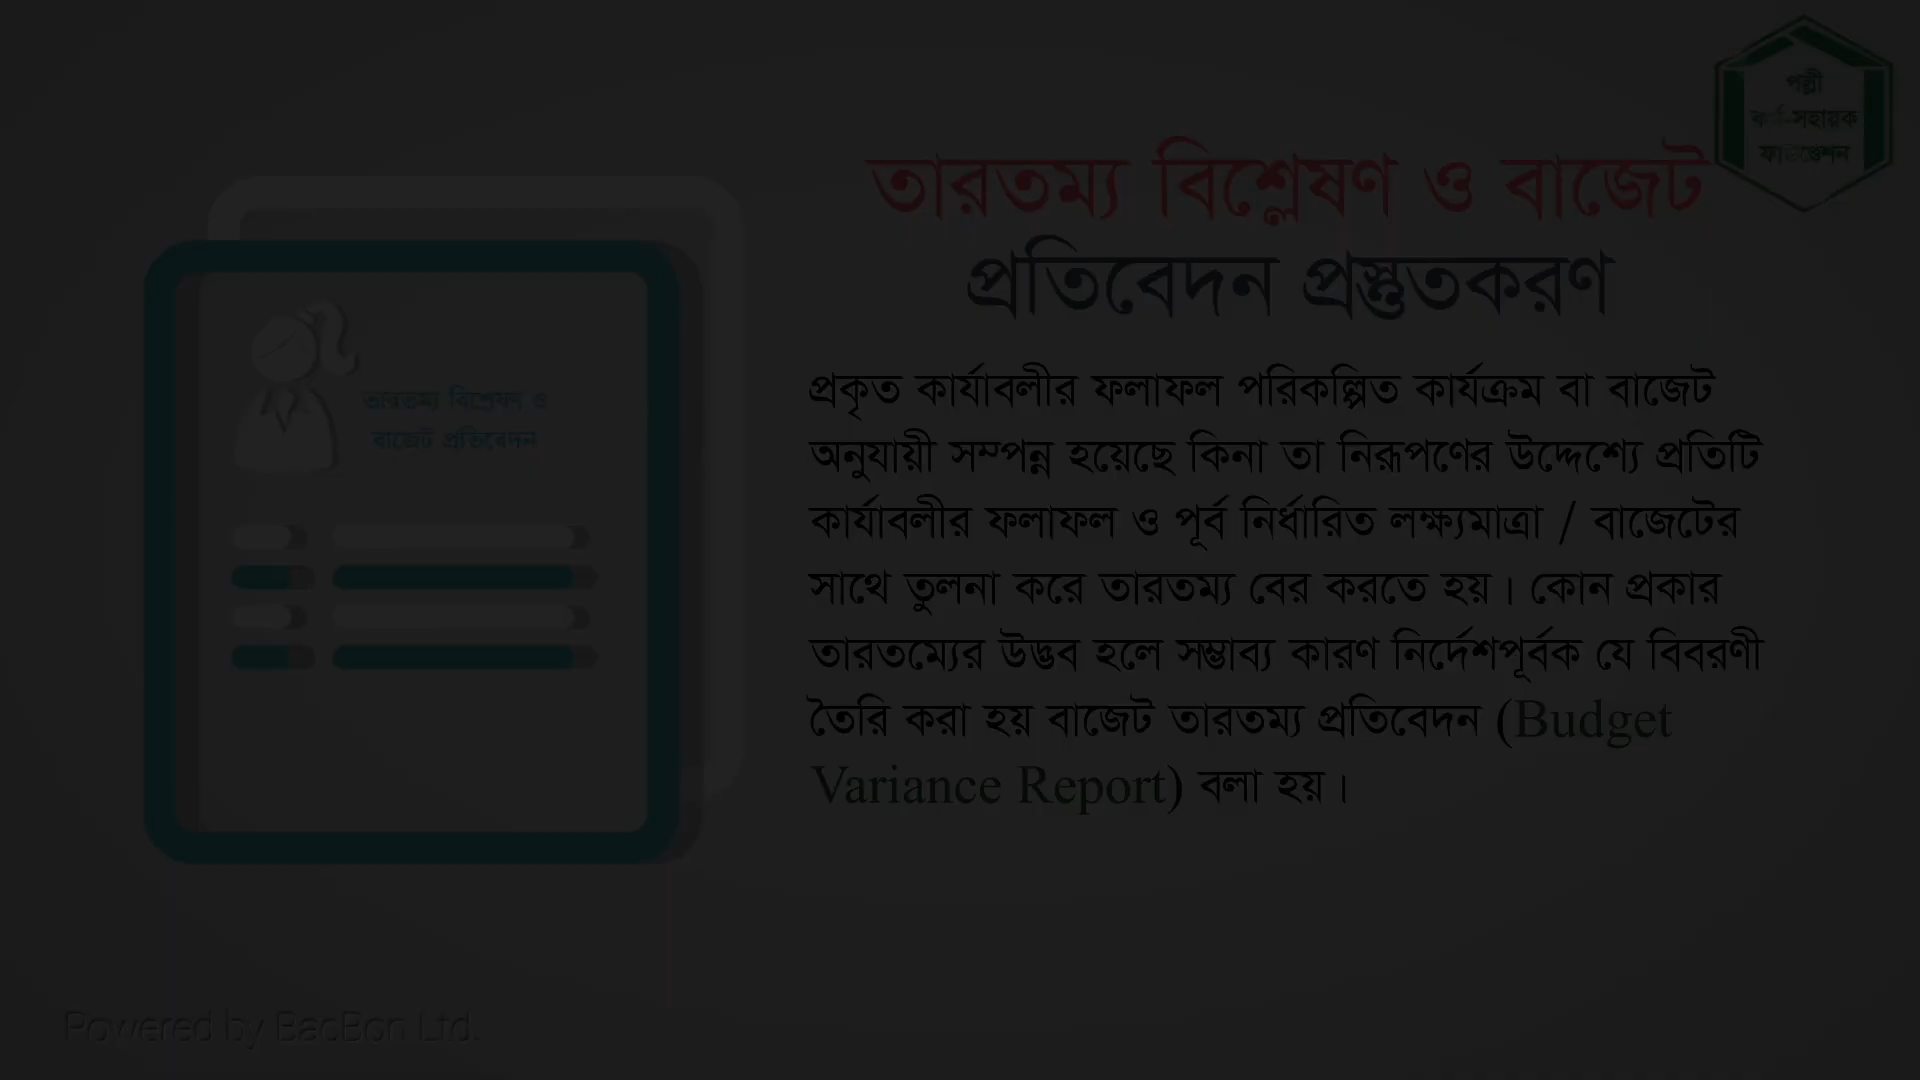 পল্লী
কর্ম-সহায়ক
ফাউণ্ডেশন
তারতম্য বিশ্লেষণ ও বাজেট
প্রতিবেদন প্রস্তুতকরণ
তারতম্য বিশ্লেষণ ও
বাজেট প্রতিবেদন
প্রকৃত কার্যাবলীর ফলাফল পরিকল্পিত কার্যক্রম বা বাজেট
অনুযায়ী সম্পন্ন হয়েছে কিনা তা নিরূপণের উদ্দেশ্যে প্রতিটি
কার্যাবলীর ফলাফল ও পূর্ব নির্ধারিত লক্ষ্যমাত্রা / বাজেটের
সাথে তুলনা করে তারতম্য বের করতে হয়। কোন প্রকার
তারতম্যের উদ্ভব হলে সম্ভাব্য কারণ নির্দেশপূর্বক যে বিবরণী
তৈরি করা হয় বাজেট তারতম্য প্রতিবেদন (Budget
Variance Report) বলা হয়।
Powered by BacBon Ltd.